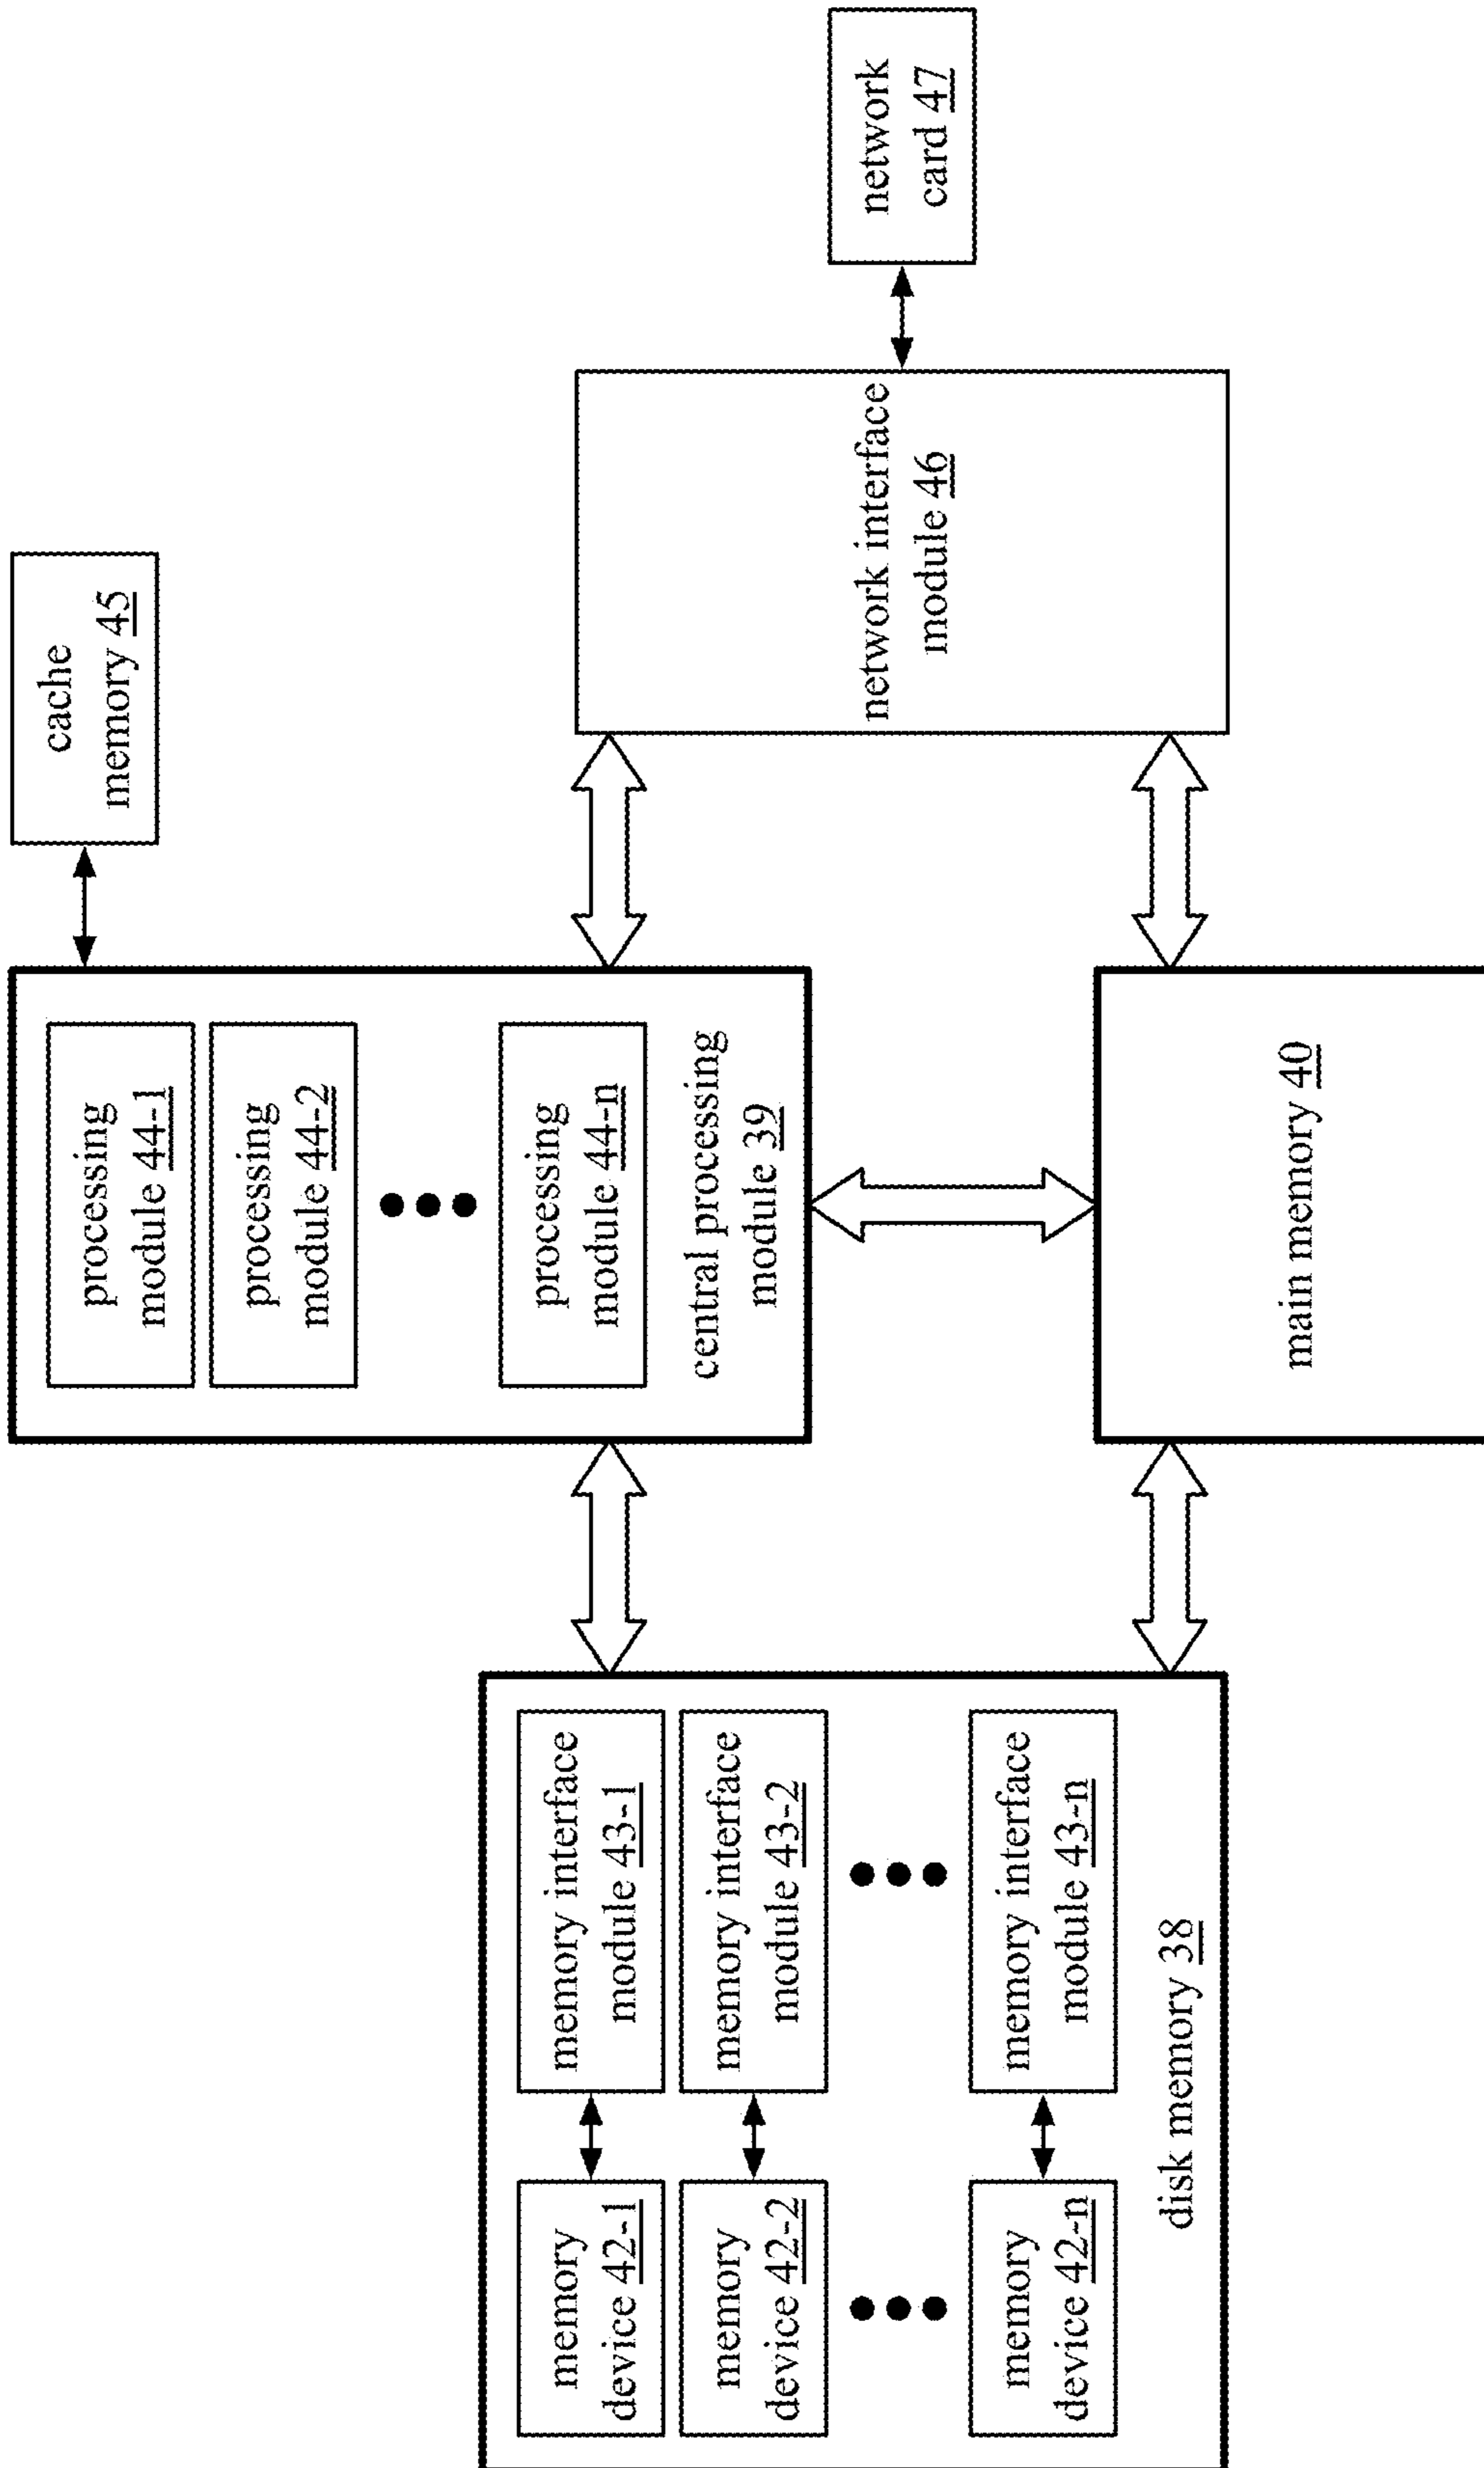 memory
device 42-1
memory interface
module 43-1
memory
device 42-2
memory interface
module 43-2
memory
device 42-n
memory interface
module 43-n
disk memory 38
processing
module 44-1
processing
module 44-2
processing
module 44-n
central processing
module 39
cache
memory 45
main memory 40
network interface
module 46
network
card 47